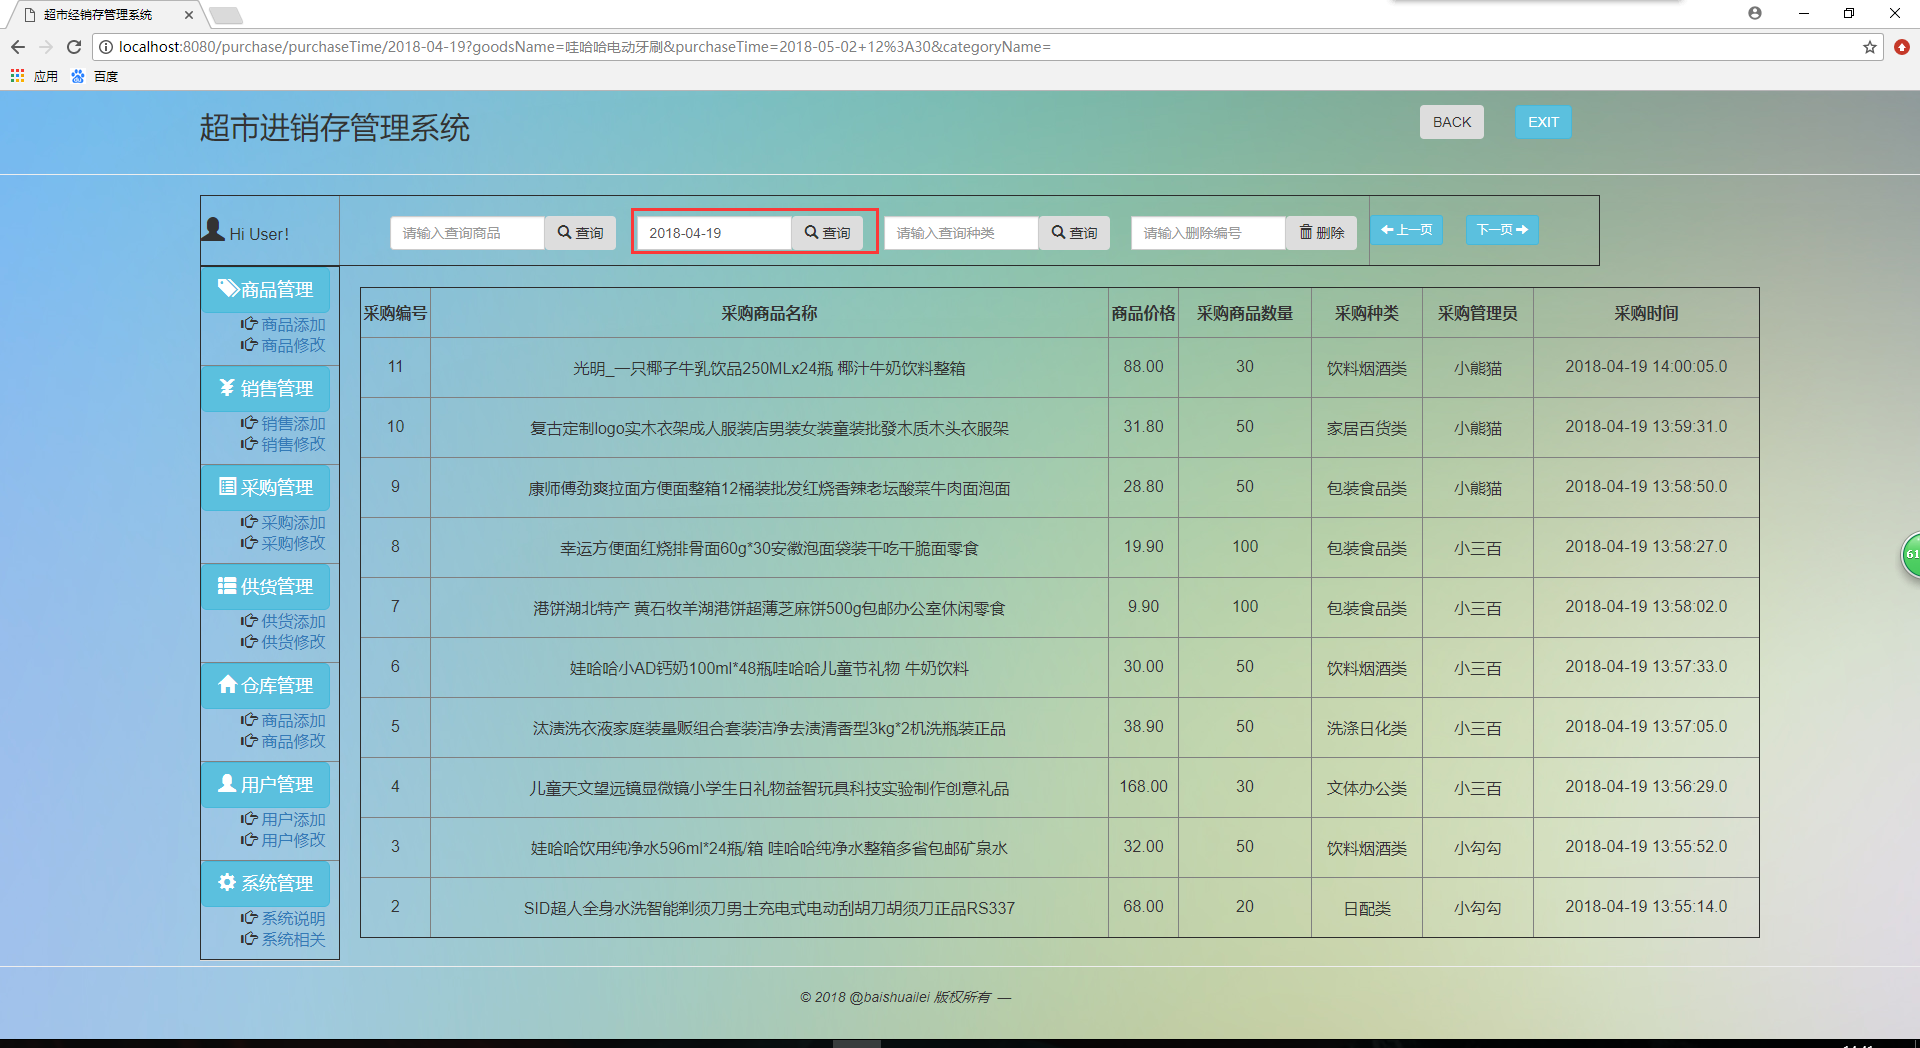 超市经销存管理系统
localhost:8080/purchase/purchaseTime/2018-04-19?goodsName=哇哈哈电动牙刷&purchaseTime=2018-05-02+12%3A30&categoryName=
应用 百度
超市进销存管理系统 BACK EXIT
Hi User! 请输入查询商品 查询 2018-04-19 查询 请输入查询种类 查询 请输入删除编号 删除 上一页 下一页
商品管理
商品添加
商品修改
销售管理
销售添加
销售修改
采购管理
采购添加
采购修改
供货管理
供货添加
供货修改
仓库管理
商品添加
商品修改
用户管理
用户添加
用户修改
系统管理
系统说明
系统相关
采购编号 采购商品名称 商品价格 采购商品数量 采购种类 采购管理员 采购时间
11 光明_一只椰子牛乳饮品250MLx24瓶 椰汁牛奶饮料整箱 88.00 30 饮料烟酒类 小熊猫 2018-04-19 14:00:05.0
10 复古定制logo实木衣架成人服装店男装女装童装批發木质木头衣服架 31.80 50 家居百货类 小熊猫 2018-04-19 13:59:31.0
9 康师傅劲爽拉面方便面整箱12桶装批发红烧香辣老坛酸菜牛肉面泡面 28.80 50 包装食品类 小熊猫 2018-04-19 13:58:50.0
8 幸运方便面红烧排骨面60g*30安徽泡面袋装干吃干脆面零食 19.90 100 包装食品类 小三百 2018-04-19 13:58:27.0
7 港饼湖北特产 黄石牧羊湖港饼超薄芝麻饼500g包邮办公室休闲零食 9.90 100 包装食品类 小三百 2018-04-19 13:58:02.0
6 娃哈哈小AD钙奶100ml*48瓶哇哈哈儿童节礼物 牛奶饮料 30.00 50 饮料烟酒类 小三百 2018-04-19 13:57:33.0
5 汰渍洗衣液家庭装量贩组合套装洁净去渍清香型3kg*2机洗瓶装正品 38.90 50 洗涤日化类 小三百 2018-04-19 13:57:05.0
4 儿童天文望远镜显微镜小学生日礼物益智玩具科技实验制作创意礼品 168.00 30 文体办公类 小三百 2018-04-19 13:56:29.0
3 娃哈哈饮用纯净水596ml*24瓶/箱 哇哈哈纯净水整箱多省包邮矿泉水 32.00 50 饮料烟酒类 小勾勾 2018-04-19 13:55:52.0
2 SID超人全身水洗智能剃须刀男士充电式电动刮胡刀胡须刀正品RS337 68.00 20 日配类 小勾勾 2018-04-19 13:55:14.0
61
© 2018 @baishuailei 版权所有 —